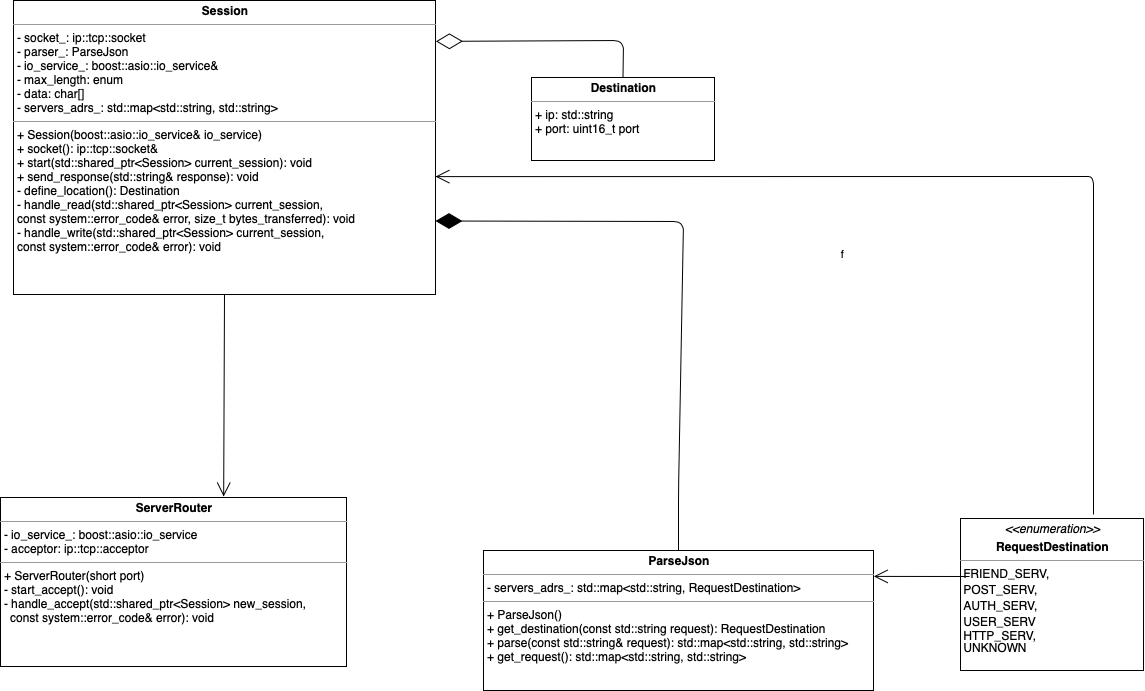 Session
- socket_: ip::tcp::socket
- parser_: ParseJson
- io_service_: boost::asio::io_service&
- max_length: enum
- data: char[]
- servers_adrs_: std::map<std::string, std::string>
+ Session(boost::asio::io_service& io_service)
+ socket(): ip::tcp::socket&
+ start(std::shared_ptr<Session> current_session): void
+ send_response(std::string& response): void
- define_location(): Destination
- handle_read(std::shared_ptr<Session> current_session,
const system::error_code& error, size_t bytes_transferred): void
- handle_write(std::shared_ptr<Session> current_session,
const system::error_code& error): void
Destination
+ ip: std::string
+ port: uint16_t port
f
ServerRouter
- io_service_: boost::asio::io_service
- acceptor: ip::tcp::acceptor
+ ServerRouter(short port)
- start_accept(): void
- handle_accept(std::shared_ptr<Session> new_session,
const system::error_code& error): void
ParseJson
- servers_adrs_: std::map<std::string, RequestDestination>
+ ParseJson()
+ get_destination(const std::string request): RequestDestination
+ parse(const std::string& request): std::map<std::string, std::string>
+ get_request(): std::map<std::string, std::string>
<<enumeration>>
RequestDestination
FRIEND_SERV,
POST_SERV,
AUTH_SERV,
USER_SERV
HTTP_SERV,
UNKNOWN